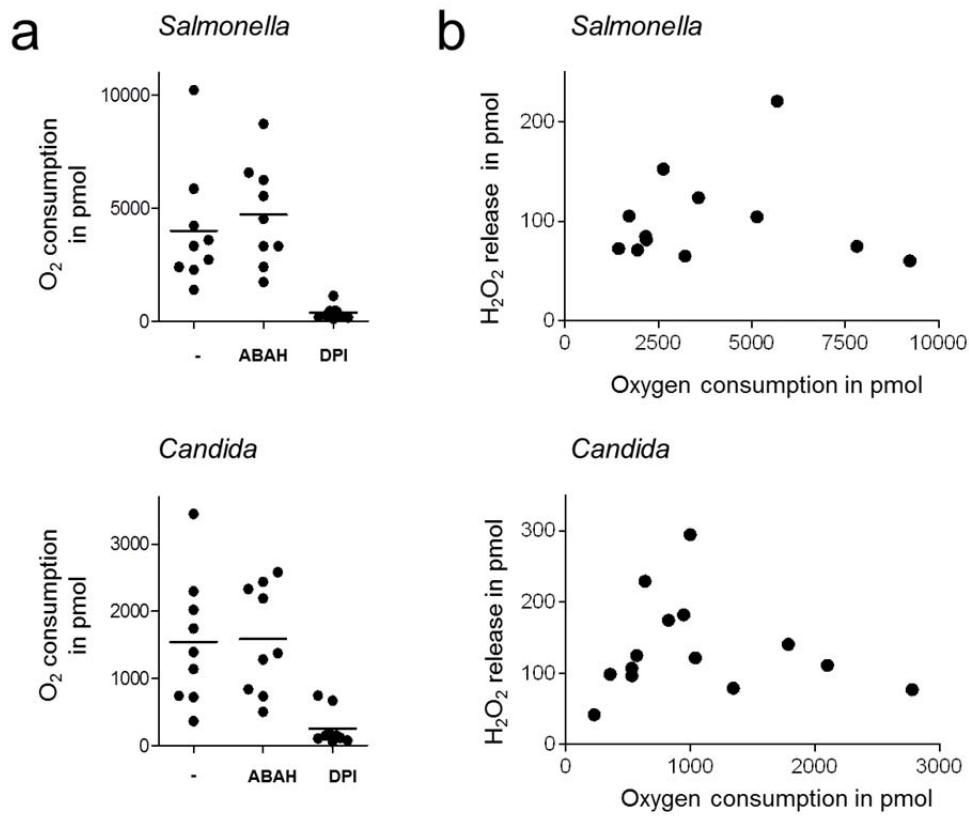 a
Salmonella
O2 consumption
in pmol
10000
5000
0
- ABAH DPI
b
Salmonella
H2O2 release in pmol
200
100
0
0 2500 5000 7500 10000
Oxygen consumption in pmol
Candida
O2 consumption
in pmol
3000
2000
1000
0
- ABAH DPI
Candida
H2O2 release in pmol
300
200
100
0
0 1000 2000 3000
Oxygen consumption in pmol